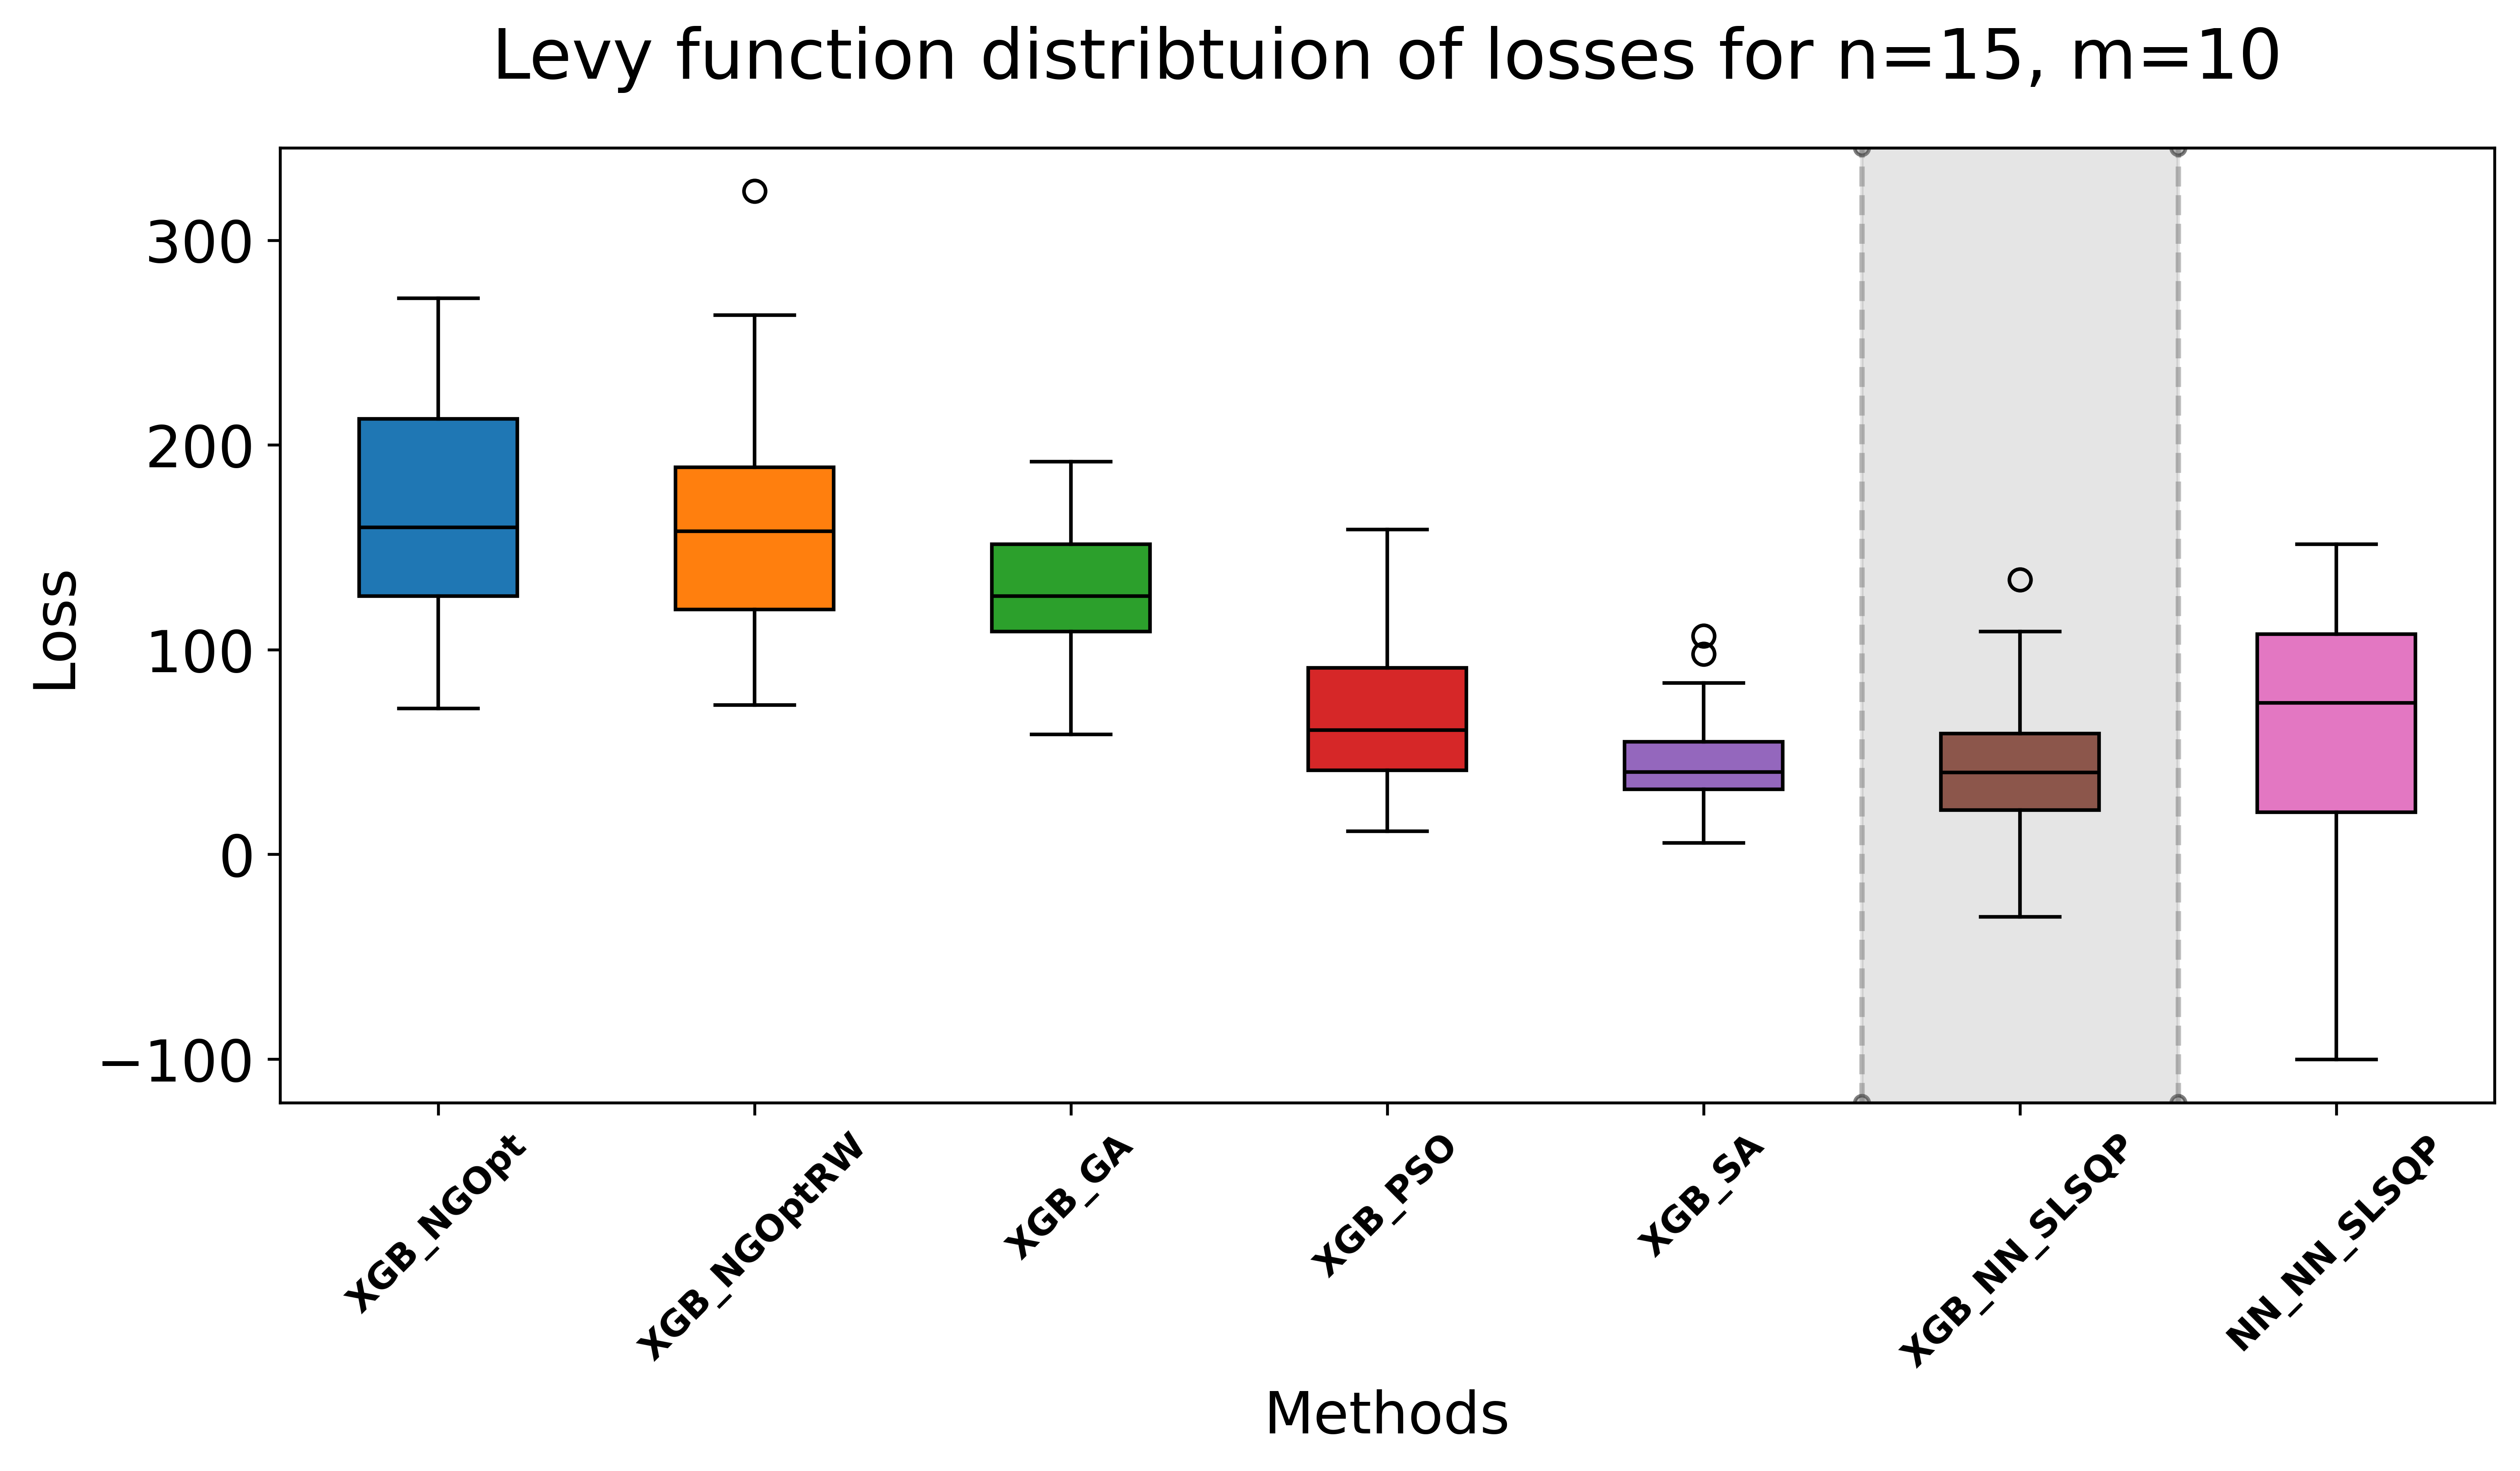 Levy function distribtuion of losses for n=15, m=10
300
200
100
0
−100
Loss
XGB_NGOpt
XGB_NGOptRW
XGB_GA
XGB_PSO
XGB_SA
XGB_NN_SLSQP
NN_NN_SLSQP
Methods